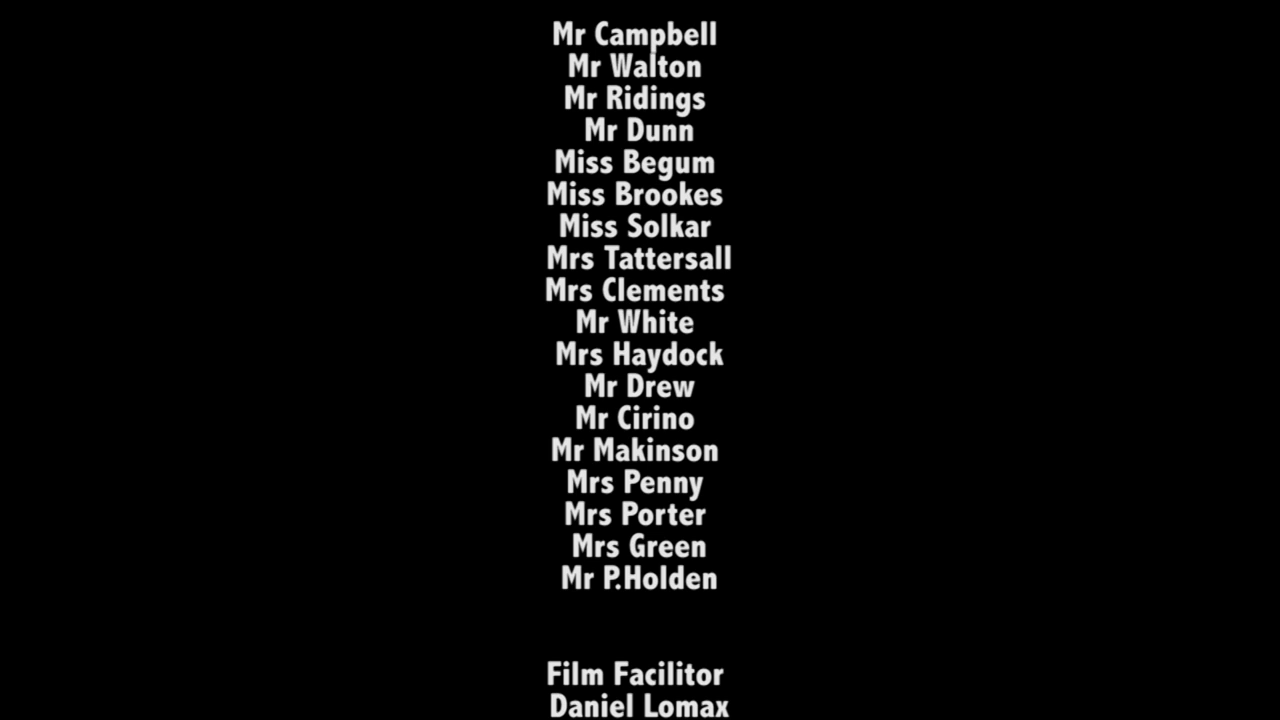 Mr Campbell
Mr Walton
Mr Ridings
Mr Dunn
Miss Begum
Miss Brookes
Miss Solkar
Mrs Tattersall
Mrs Clements
Mr White
Mrs Haydock
Mr Drew
Mr Cirino
Mr Makinson
Mrs Penny
Mrs Porter
Mrs Green
Mr P.Holden
Film Facilitor
Daniel Lomax